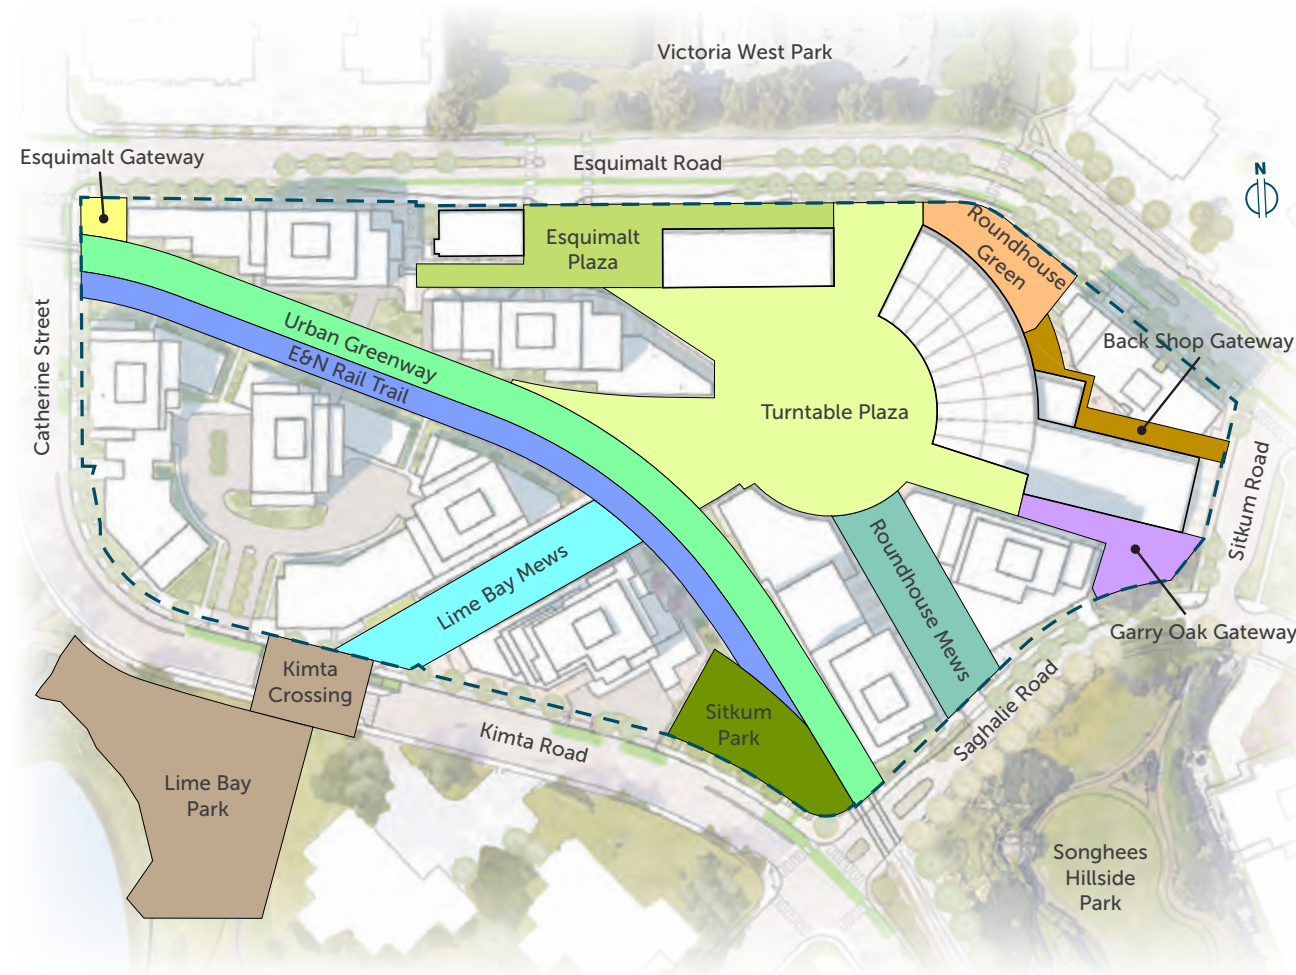 Victoria West Park
Esquimalt Gateway
Esquimalt Road
N
Roundhouse
Green
Esquimalt
Plaza
Catherine Street
Urban Greenway
E&N Rail Trail
Back Shop Gateway
Turntable Plaza
Sitkum Road
Lime Bay Mews
Roundhouse Mews
Garry Oak Gateway
Kimta
Crossing
Sitkum
Park
Saghalie Road
Kimta Road
Lime Bay
Park
Songhees
Hillside
Park